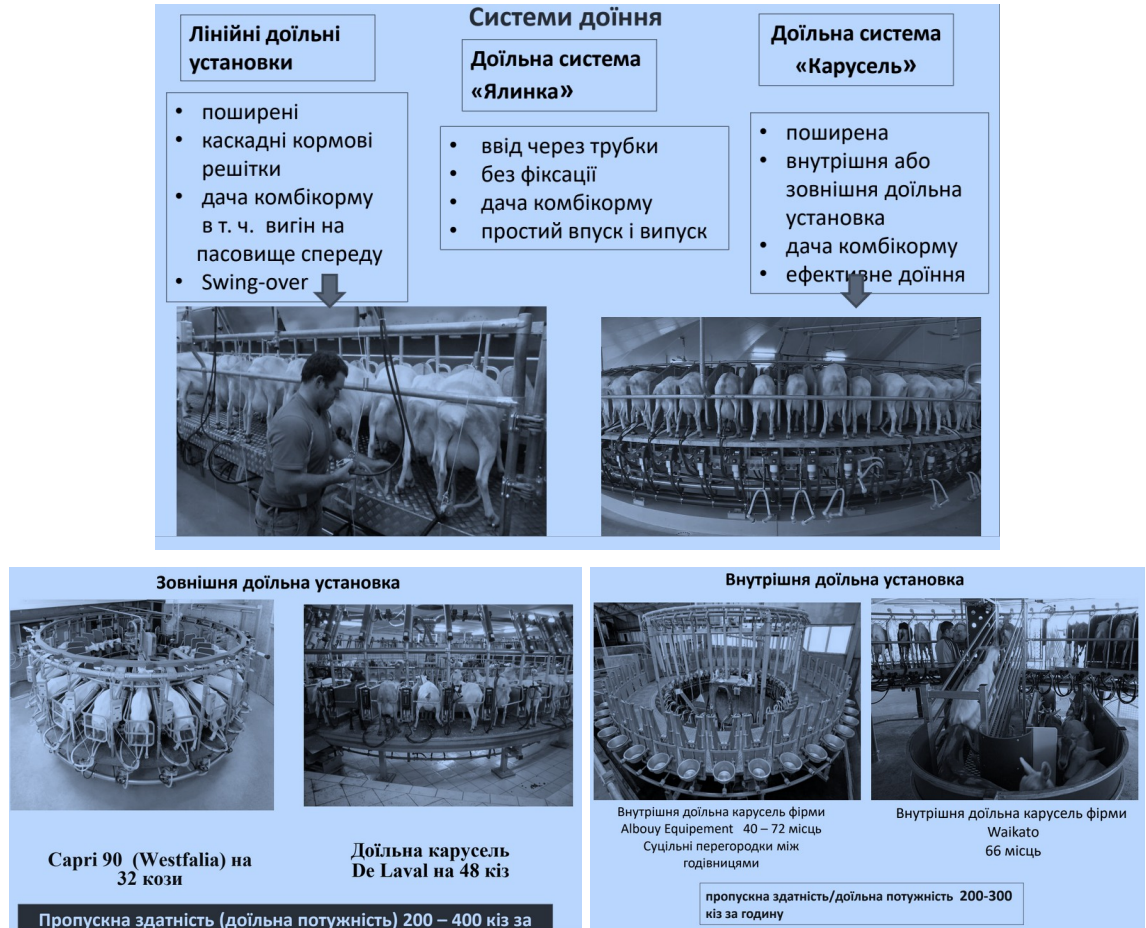 Системи доїння
Лінійні доїльні
установки
• поширені
• каскадні кормові
решітки
• дача комбікорму
в т. ч. вигін на
пасовище спереду
• Swing-over
Доїльна система
«Ялинка»
• ввід через трубки
• без фіксації
• дача комбікорму
• простий впуск і випуск
Доїльна система
«Карусель»
• поширена
• внутрішня або
зовнішня доїльна
установка
• дача комбікорму
• ефективне доїння
Зовнішня доїльна установка
Capri 90 (Westfalia) на
32 кози
Доїльна карусель
De Laval на 48 кіз
Пропускна здатність (доїльна потужність) 200 – 400 кіз за
Внутрішня доїльна установка
Внутрішня доїльна карусель фірми
Albouy Equipement 40 – 72 місць
Суцільні перегородки між
годівницями
Внутрішня доїльна карусель фірми
Waikato
66 місць
пропускна здатність/доїльна потужність 200-300
кіз за годину